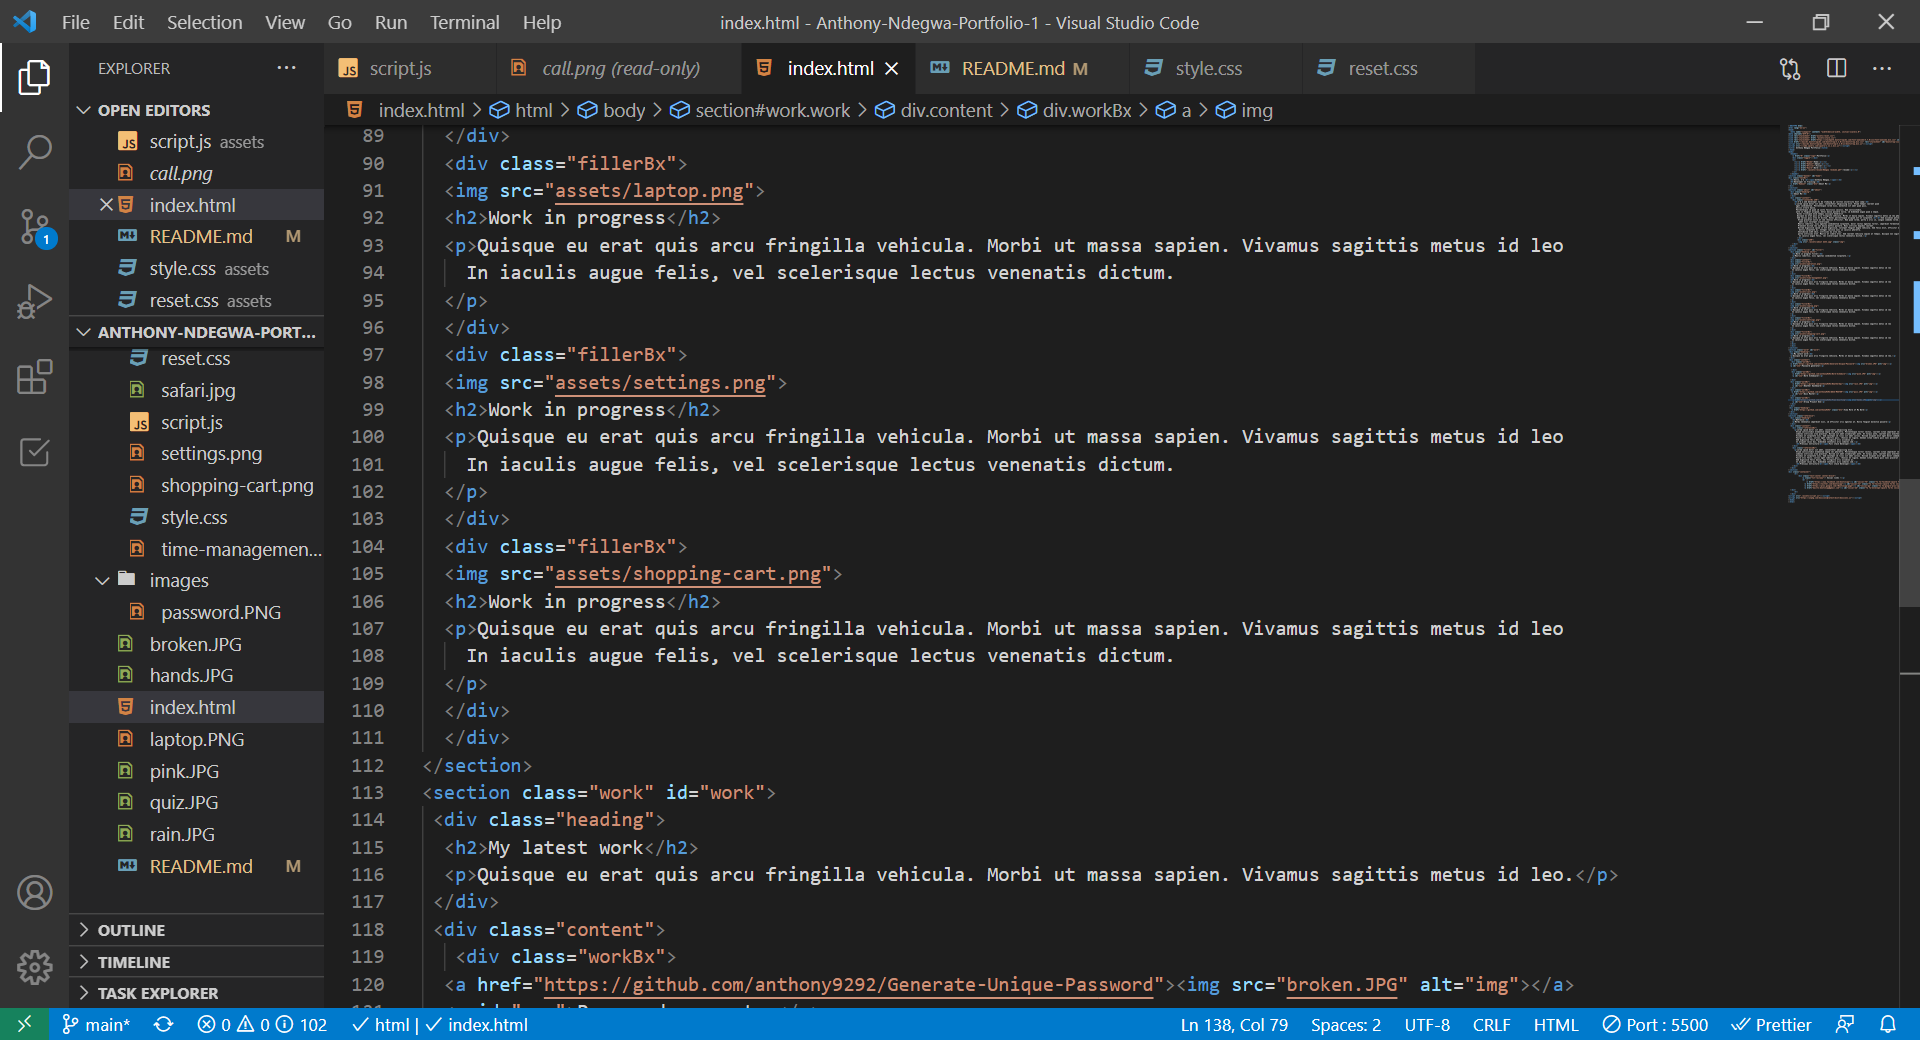 File Edit Selection View Go Run Terminal Help
index.html - Anthony-Ndegwa-Portfolio-1 - Visual Studio Code
EXPLORER
OPEN EDITORS
script.js assets
call.png
index.html
README.md M
style.css assets
reset.css assets
ANTHONY-NDEGWA-PORT...
reset.css
safari.jpg
script.js
settings.png
shopping-cart.png
style.css
time-managemen...
images
password.PNG
broken.JPG
hands.JPG
index.html
laptop.PNG
pink.JPG
quiz.JPG
rain.JPG
README.md M
OUTLINE
TIMELINE
TASK EXPLORER
script.js call.png (read-only) index.html README.md M style.css reset.css
index.html > html > body > section#work.work > div.content > div.workBx > a > img
89 </div>
90 <div class="fillerBx">
91 <img src="assets/laptop.png">
92 <h2>Work in progress</h2>
93 <p>Quisque eu erat quis arcu fringilla vehicula. Morbi ut massa sapien. Vivamus sagittis metus id leo
94 In iaculis augue felis, vel scelerisque lectus venenatis dictum.
95 </p>
96 </div>
97 <div class="fillerBx">
98 <img src="assets/settings.png">
99 <h2>Work in progress</h2>
100 <p>Quisque eu erat quis arcu fringilla vehicula. Morbi ut massa sapien. Vivamus sagittis metus id leo
101 In iaculis augue felis, vel scelerisque lectus venenatis dictum.
102 </p>
103 </div>
104 <div class="fillerBx">
105 <img src="assets/shopping-cart.png">
106 <h2>Work in progress</h2>
107 <p>Quisque eu erat quis arcu fringilla vehicula. Morbi ut massa sapien. Vivamus sagittis metus id leo
108 In iaculis augue felis, vel scelerisque lectus venenatis dictum.
109 </p>
110 </div>
111 </div>
112 </section>
113 <section class="work" id="work">
114 <div class="heading">
115 <h2>My latest work</h2>
116 <p>Quisque eu erat quis arcu fringilla vehicula. Morbi ut massa sapien. Vivamus sagittis metus id leo.</p>
117 </div>
118 <div class="content">
119 <div class="workBx">
120 <a href="https://github.com/anthony9292/Generate-Unique-Password"><img src="broken.JPG" alt="img"></a>
1
main* 0 0 102 html | index.html
Ln 138, Col 79 Spaces: 2 UTF-8 CRLF HTML Port : 5500 Prettier